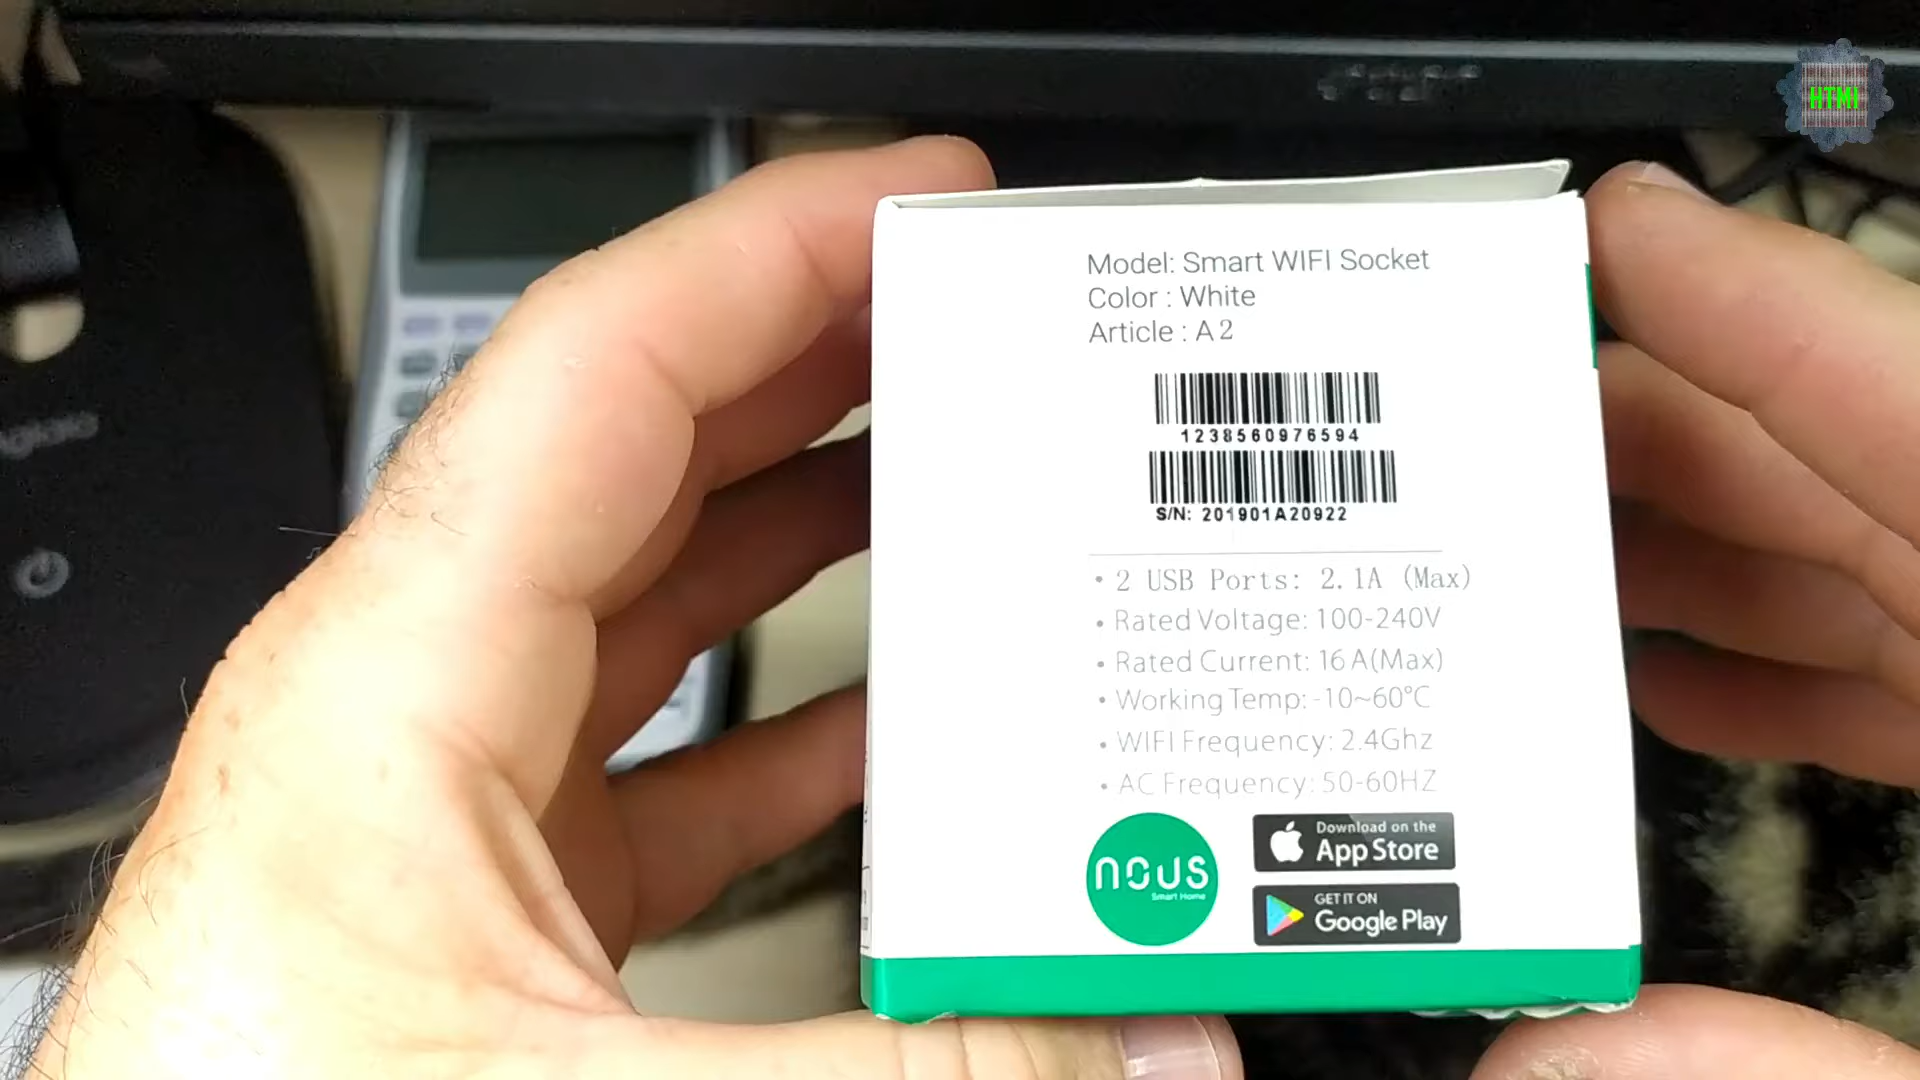 HTMI
Model: Smart WIFI Socket
Color : White
Article : A2
1238560976594
S/N: 201901A20922
• 2 USB Ports: 2.1A (Max)
• Rated Voltage: 100-240V
• Rated Current: 16 A(Max)
• Working Temp: -10~60°C
• WIFI Frequency: 2.4Ghz
• AC Frequency: 50-60HZ
nous
Smart Home
Download on the
App Store
GET IT ON
Google Play